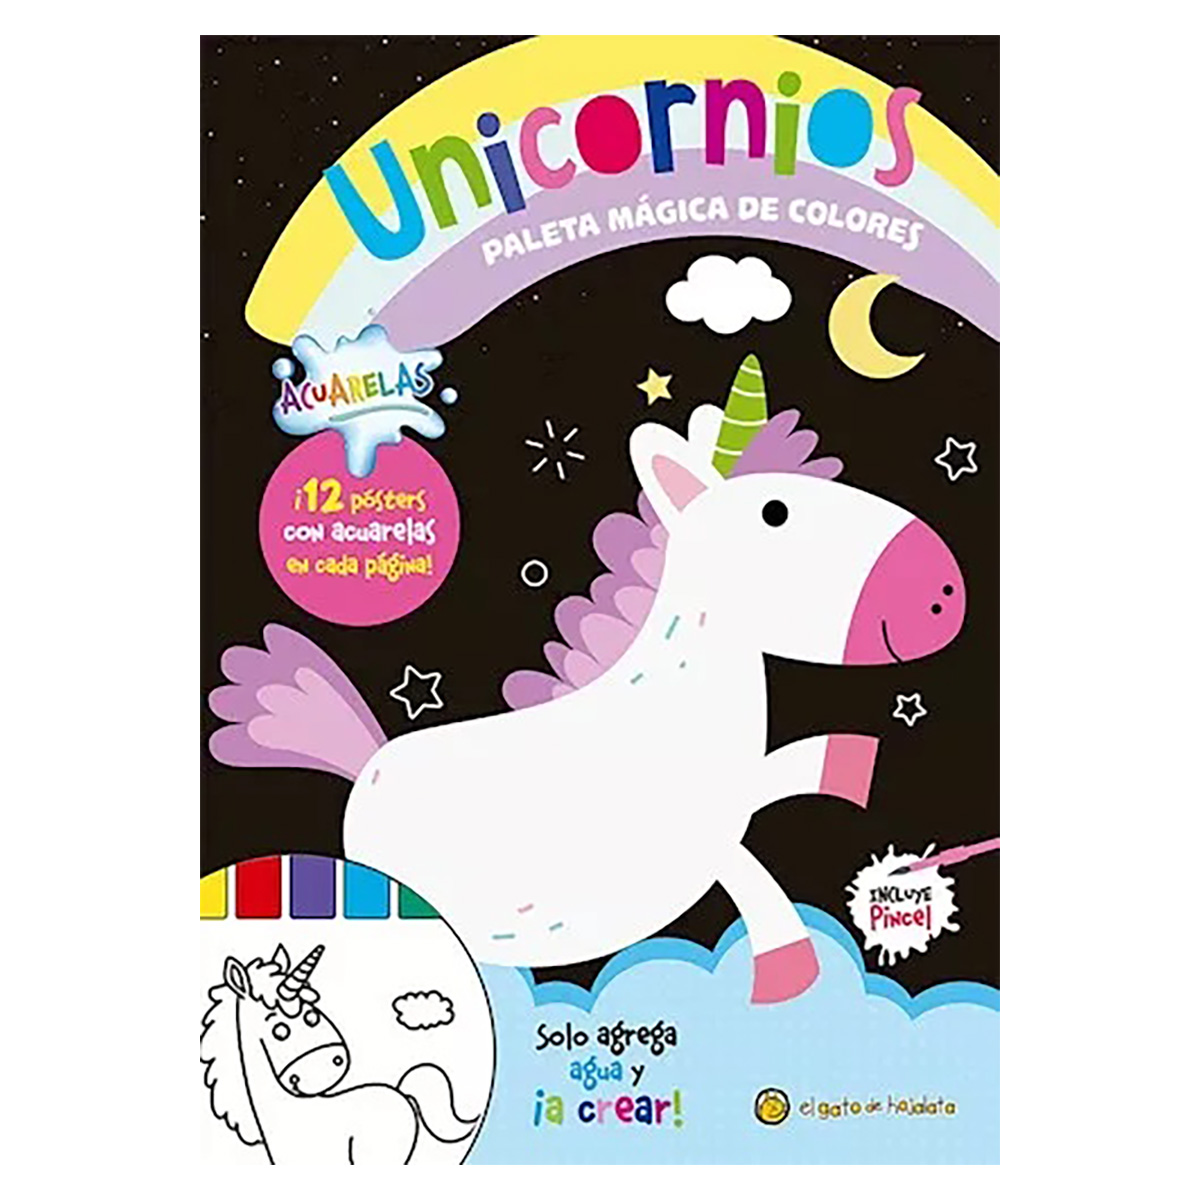 Unicornios
PALETA MÁGICA DE COLORES
ACUARELAS
¡12 pósters
con acuarelas
en cada página!
INCLUYE
Pincel
Solo agrega
agua y
¡a crear!
el gato de hojalata